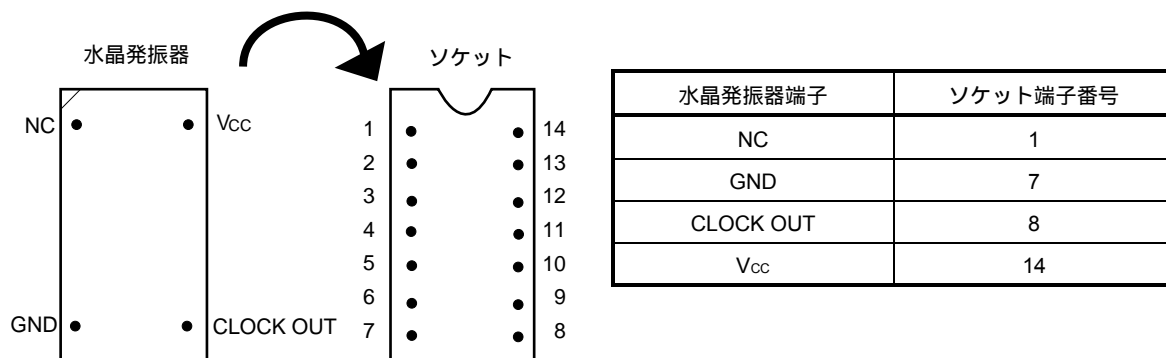 水晶発振器
NC
Vcc
GND
CLOCK OUT
ソケット
1 14
2 13
3 12
4 11
5 10
6 9
7 8
水晶発振器端子 ソケット端子番号
NC 1
GND 7
CLOCK OUT 8
Vcc 14